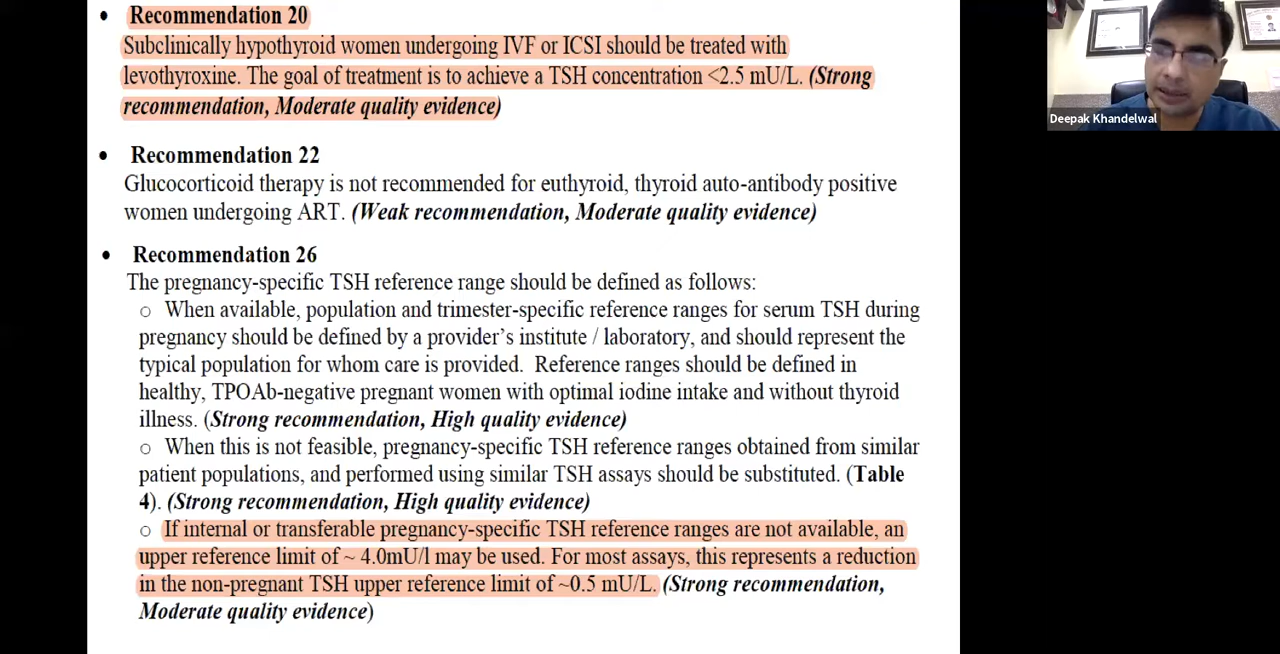 Recommendation 20
Subclinically hypothyroid women undergoing IVF or ICSI should be treated with
levothyroxine. The goal of treatment is to achieve a TSH concentration <2.5 mU/L. (Strong
recommendation, Moderate quality evidence)
Recommendation 22
Glucocorticoid therapy is not recommended for euthyroid, thyroid auto-antibody positive
women undergoing ART. (Weak recommendation, Moderate quality evidence)
Recommendation 26
The pregnancy-specific TSH reference range should be defined as follows:
o When available, population and trimester-specific reference ranges for serum TSH during
pregnancy should be defined by a provider's institute / laboratory, and should represent the
typical population for whom care is provided. Reference ranges should be defined in
healthy, TPOAb-negative pregnant women with optimal iodine intake and without thyroid
illness. (Strong recommendation, High quality evidence)
o When this is not feasible, pregnancy-specific TSH reference ranges obtained from similar
patient populations, and performed using similar TSH assays should be substituted. (Table
4). (Strong recommendation, High quality evidence)
o If internal or transferable pregnancy-specific TSH reference ranges are not available, an
upper reference limit of ~ 4.0mU/l may be used. For most assays, this represents a reduction
in the non-pregnant TSH upper reference limit of ~0.5 mU/L. (Strong recommendation,
Moderate quality evidence)
Deepak Khandelwal